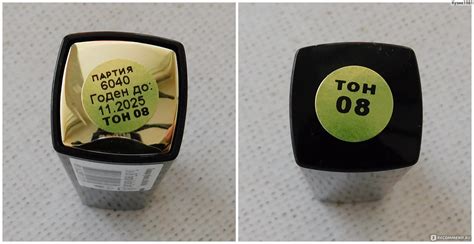 ПАРТИЯ
6040
Годен до:
11.2025
ТОН 08
ТОН
08